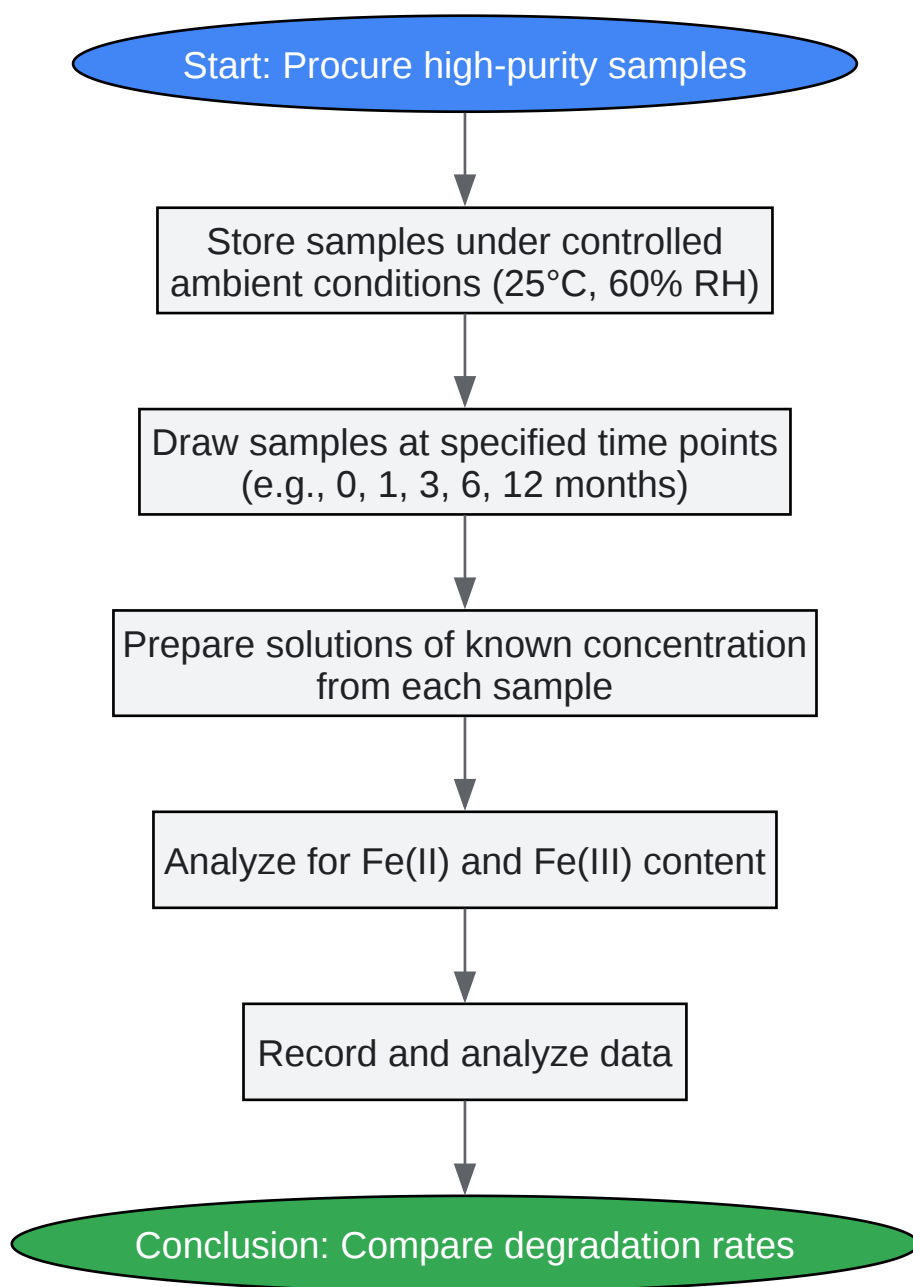 Start: Procure high-purity samples
Store samples under controlled
ambient conditions (25°C, 60% RH)
Draw samples at specified time points
(e.g., 0, 1, 3, 6, 12 months)
Prepare solutions of known concentration
from each sample
Analyze for Fe(II) and Fe(III) content
Record and analyze data
Conclusion: Compare degradation rates